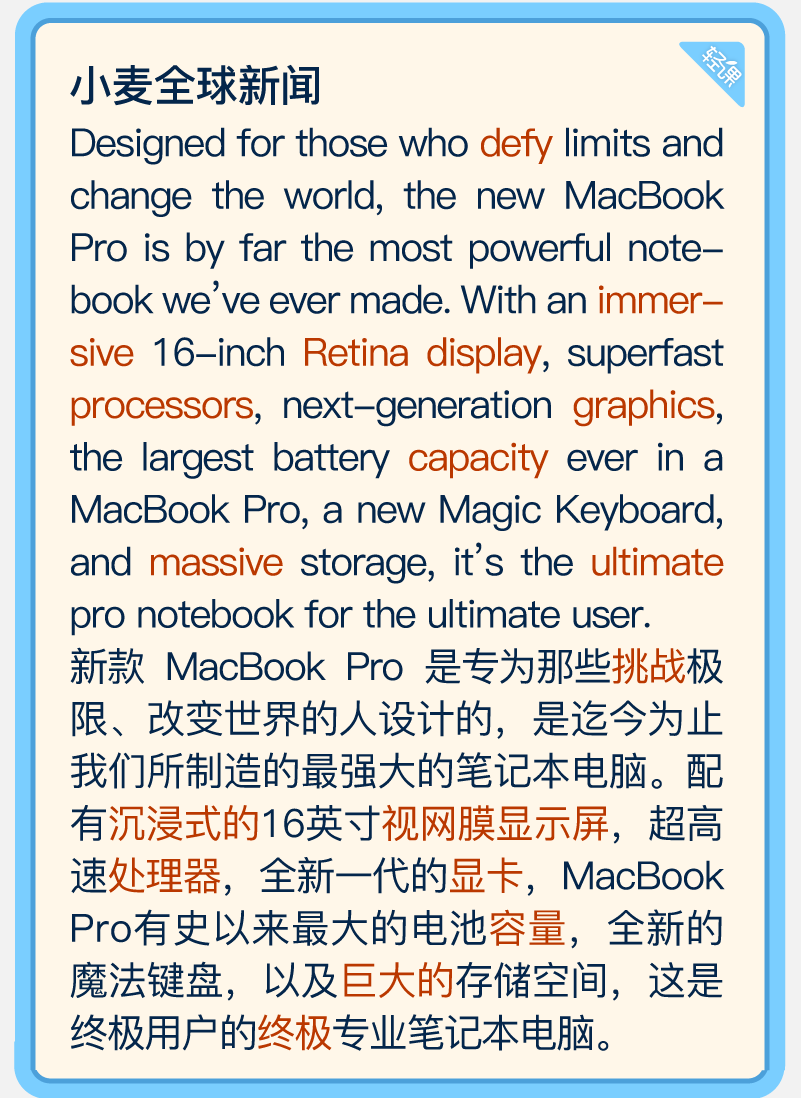 轻课
小麦全球新闻
Designed for those who defy limits and
change the world, the new MacBook
Pro is by far the most powerful note-
book we've ever made. With an immer-
sive 16-inch Retina display, superfast
processors, next-generation graphics,
the largest battery capacity ever in a
MacBook Pro, a new Magic Keyboard,
and massive storage, it's the ultimate
pro notebook for the ultimate user.
新款 MacBook Pro 是专为那些挑战极
限、改变世界的人设计的，是迄今为止
我们所制造的最强大的笔记本电脑。配
有沉浸式的16英寸视网膜显示屏，超高
速处理器，全新一代的显卡，MacBook
Pro有史以来最大的电池容量，全新的
魔法键盘，以及巨大的存储空间，这是
终极用户的终极专业笔记本电脑。